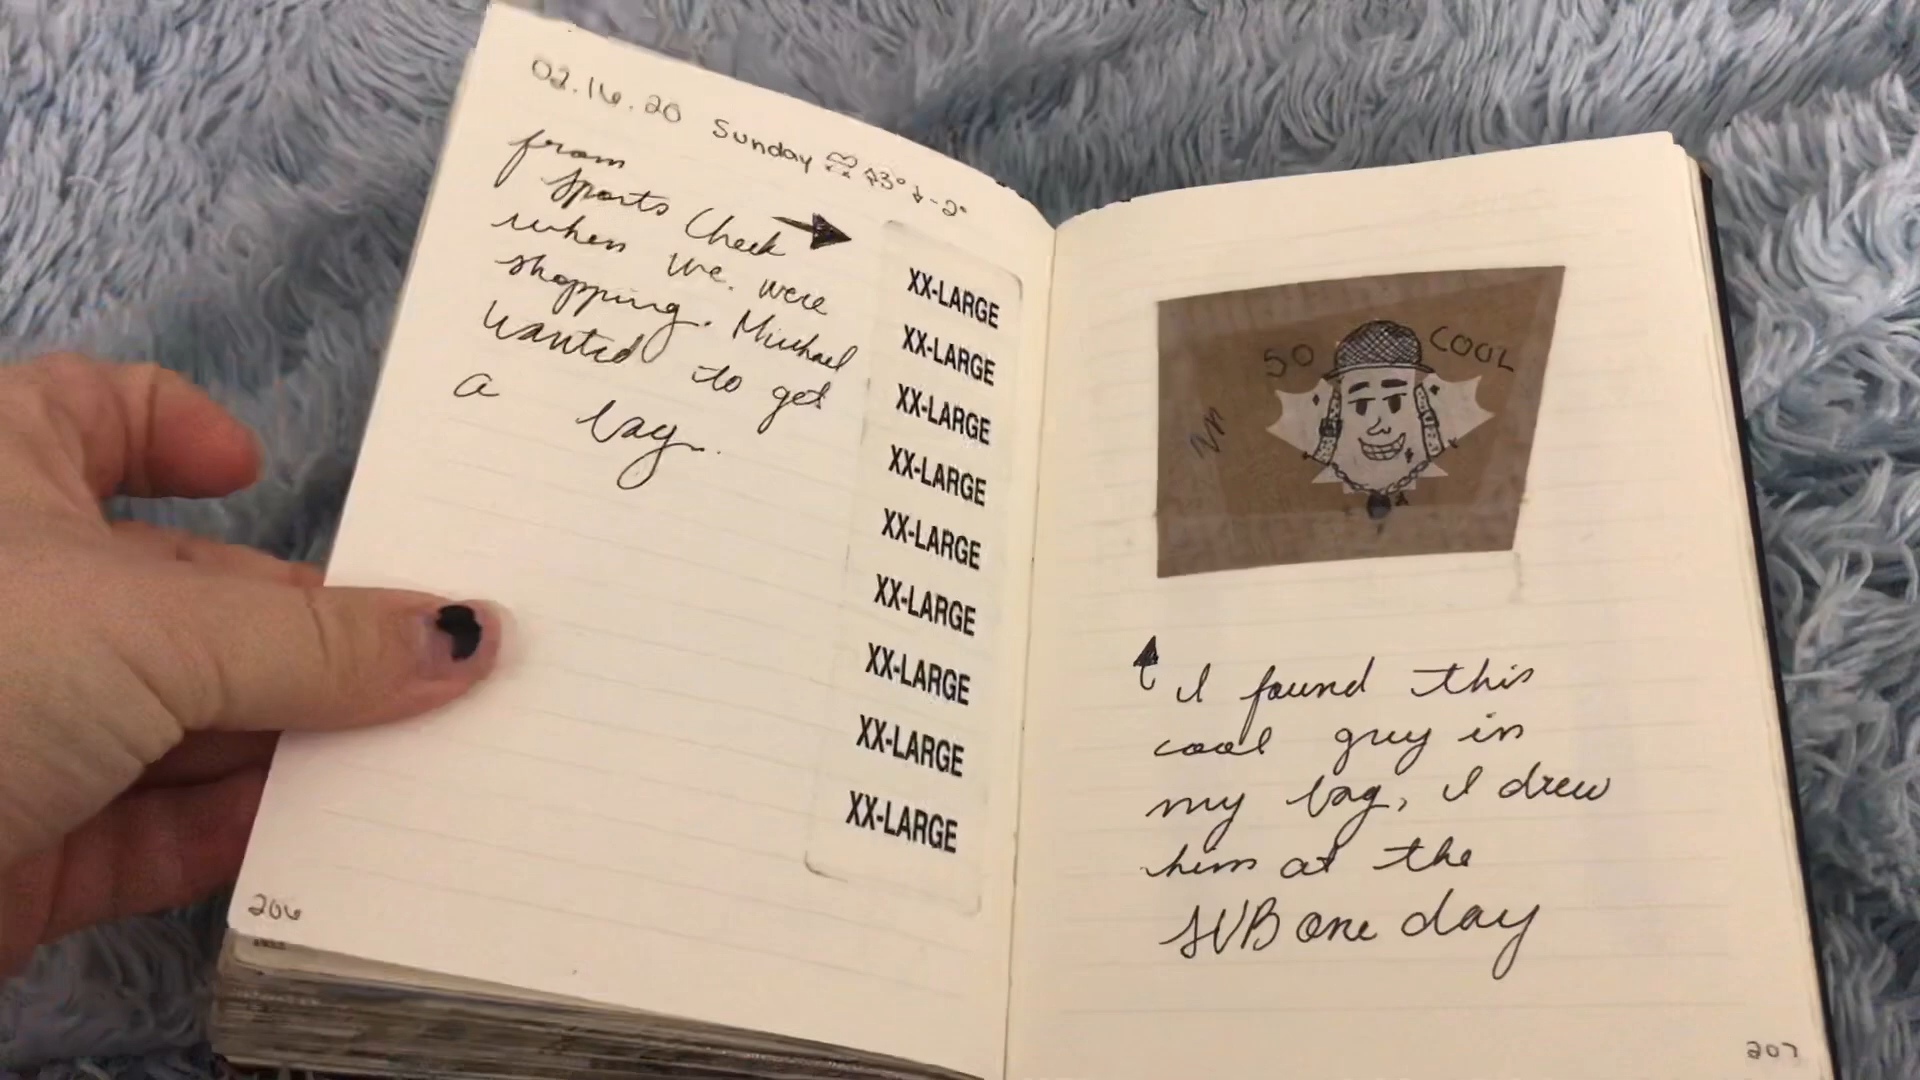 02.16.20 Sunday ↑3° ↓-2°
from
Sports Check →
when we were
shopping. Michael
wanted to get
a bag.
XX-LARGE
XX-LARGE
XX-LARGE
XX-LARGE
XX-LARGE
XX-LARGE
XX-LARGE
XX-LARGE
XX-LARGE
206
SO COOL
I found this
cool guy in
my bag, I drew
him at the
SUB one day
207